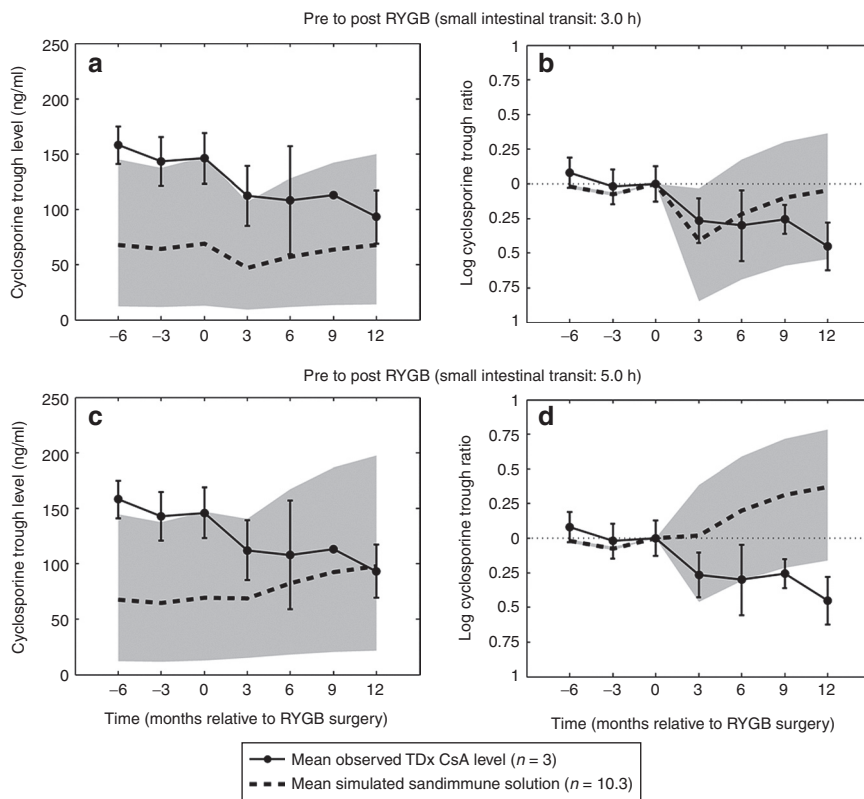 Pre to post RYGB (small intestinal transit: 3.0 h)
a
Cyclosporine trough level (ng/ml)
250
200
150
100
50
0
–6 –3 0 3 6 9 12
b
Log cyclosporine trough ratio
1
0.75
0.5
0.25
0
0.25
0.5
0.75
1
–6 –3 0 3 6 9 12
Pre to post RYGB (small intestinal transit: 5.0 h)
c
Cyclosporine trough level (ng/ml)
250
200
150
100
50
0
–6 –3 0 3 6 9 12
Time (months relative to RYGB surgery)
d
Log cyclosporine trough ratio
1
0.75
0.5
0.25
0
0.25
0.5
0.75
1
–6 –3 0 3 6 9 12
Time (months relative to RYGB surgery)
Mean observed TDx CsA level (n = 3)
Mean simulated sandimmune solution (n = 10.3)